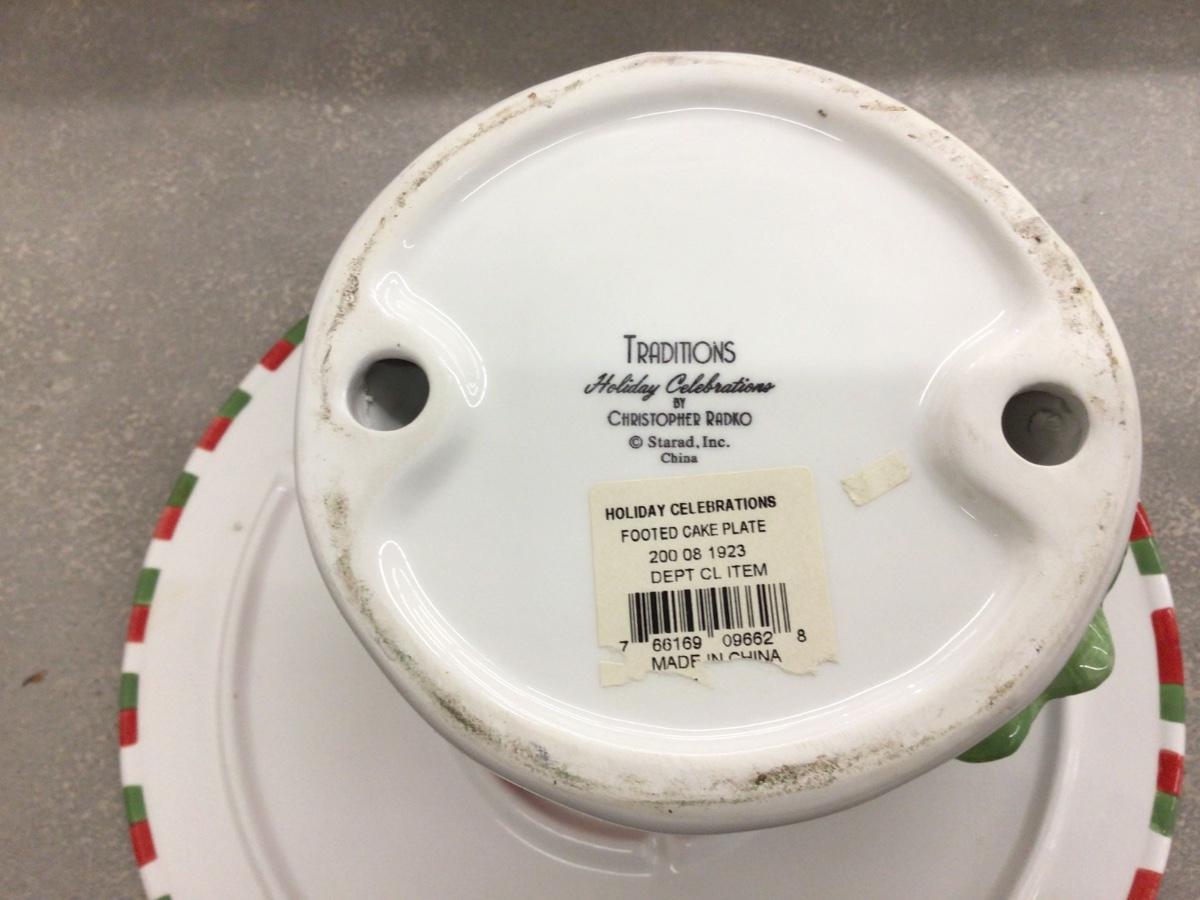 TRADITIONS
Holiday Celebrations
BY
CHRISTOPHER RADKO
© Starad, Inc.
China
HOLIDAY CELEBRATIONS
FOOTED CAKE PLATE
200 08 1923
DEPT CL ITEM
7 66169 09662 8
MADE IN CHINA